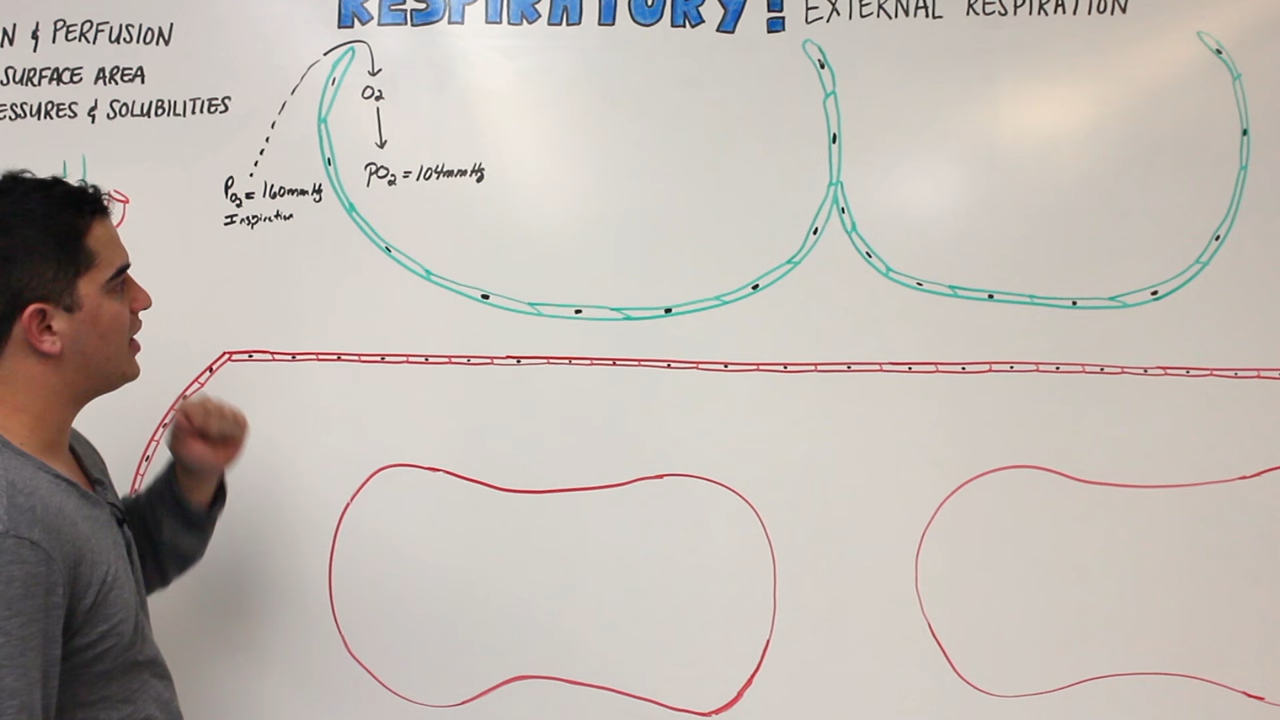 RESPIRATORY! EXTERNAL RESPIRATION
N & PERFUSION
SURFACE AREA
ESSURES & SOLUBILITIES
O2
PO2 = 104mmHg
PO2 = 160mmHg
Inspiration